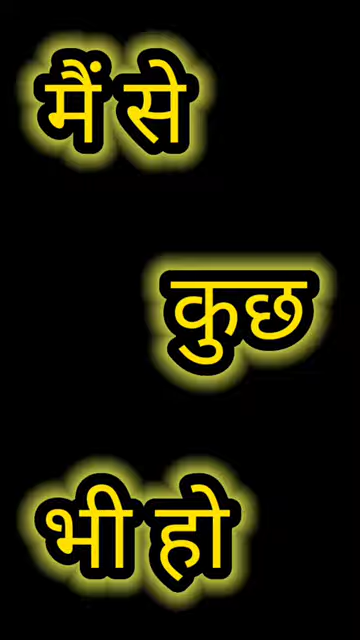 मैं से
कुछ
भी हो